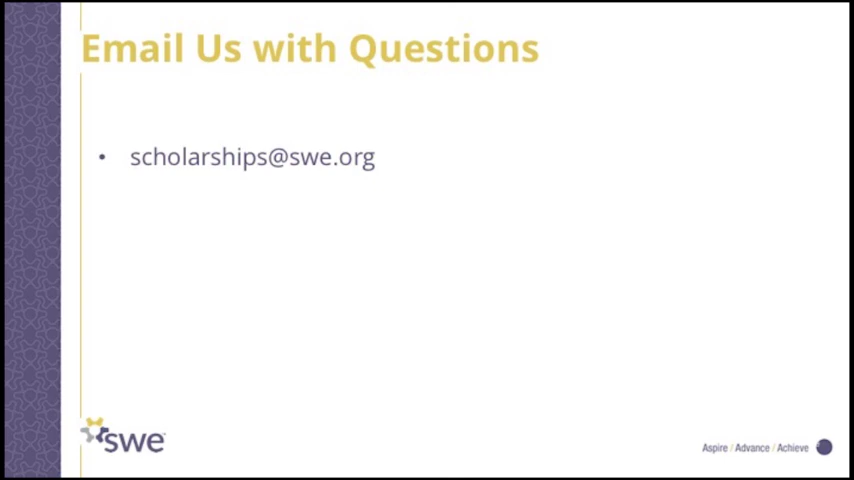 Email Us with Questions
• scholarships@swe.org
swe
Aspire / Advance / Achieve